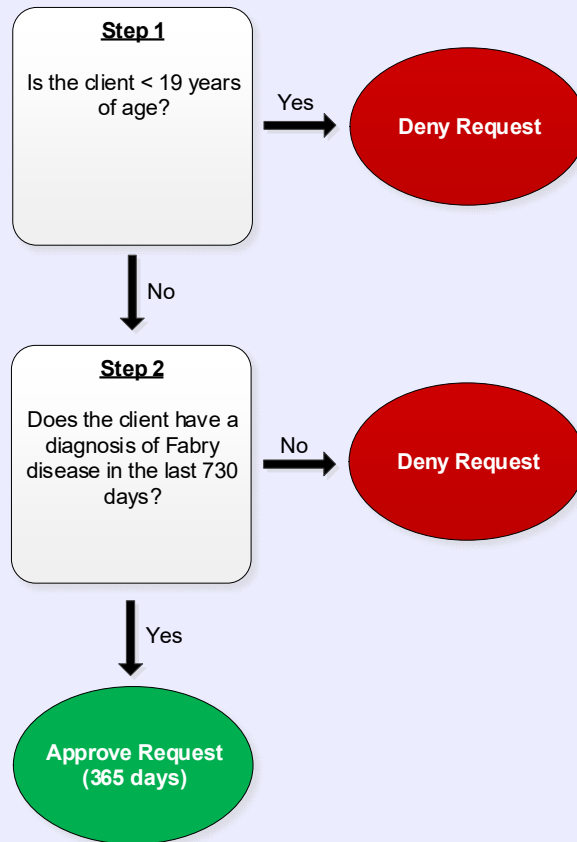 Step 1
Is the client < 19 years
of age?
Yes
Deny Request
No
Step 2
Does the client have a
diagnosis of Fabry
disease in the last 730
days?
No
Deny Request
Yes
Approve Request
(365 days)